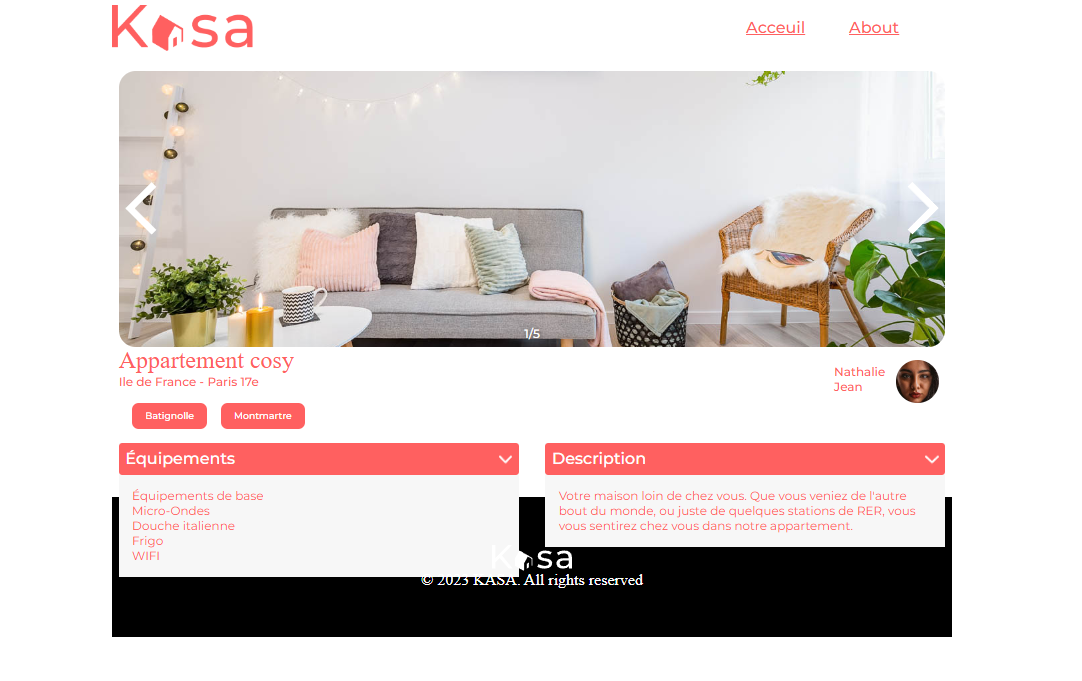 Kasa
Acceuil
About
1/5
Appartement cosy
Ile de France - Paris 17e
Nathalie
Jean
Batignolle
Montmartre
Équipements
Équipements de base
Micro-Ondes
Douche italienne
Frigo
WIFI
Description
Votre maison loin de chez vous. Que vous veniez de l'autre
bout du monde, ou juste de quelques stations de RER, vous
vous sentirez chez vous dans notre appartement.
Kasa
© 2023 KASA. All rights reserved